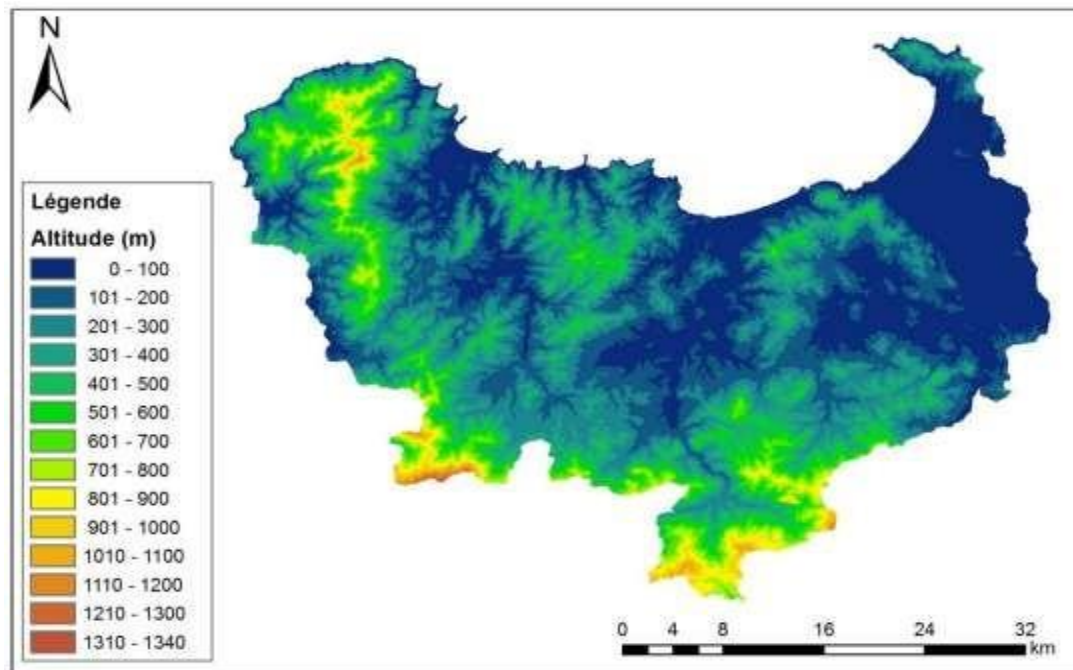 N
Légende
Altitude (m)
0 - 100
101 - 200
201 - 300
301 - 400
401 - 500
501 - 600
601 - 700
701 - 800
801 - 900
901 - 1000
1010 - 1100
1110 - 1200
1210 - 1300
1310 - 1340
0 4 8 16 24 32
km